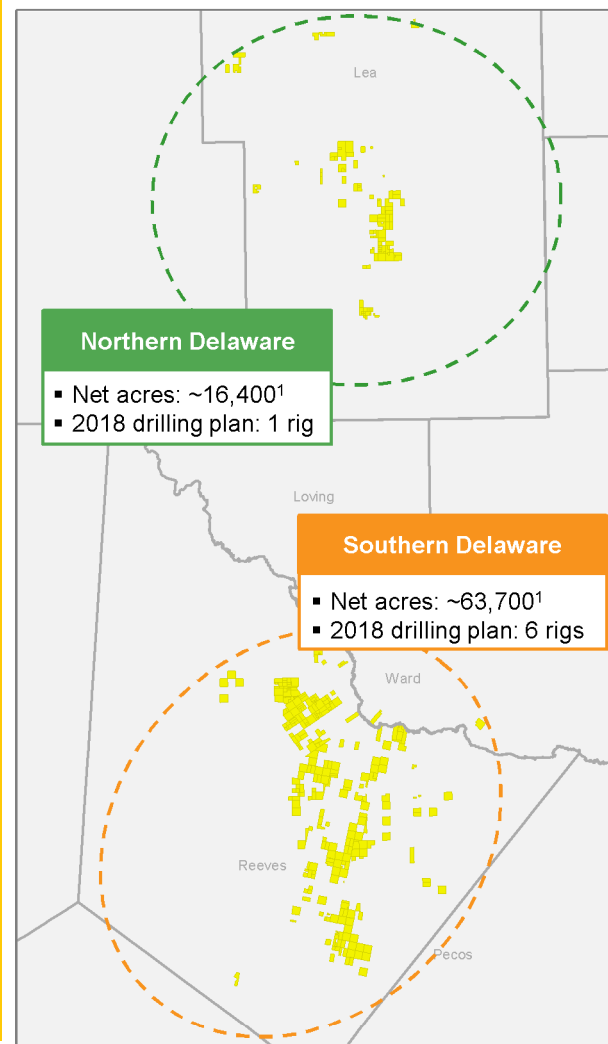 Lea
Northern Delaware
▪ Net acres: ~16,400¹
▪ 2018 drilling plan: 1 rig
Loving
Southern Delaware
▪ Net acres: ~63,700¹
▪ 2018 drilling plan: 6 rigs
Ward
Reeves
Pecos